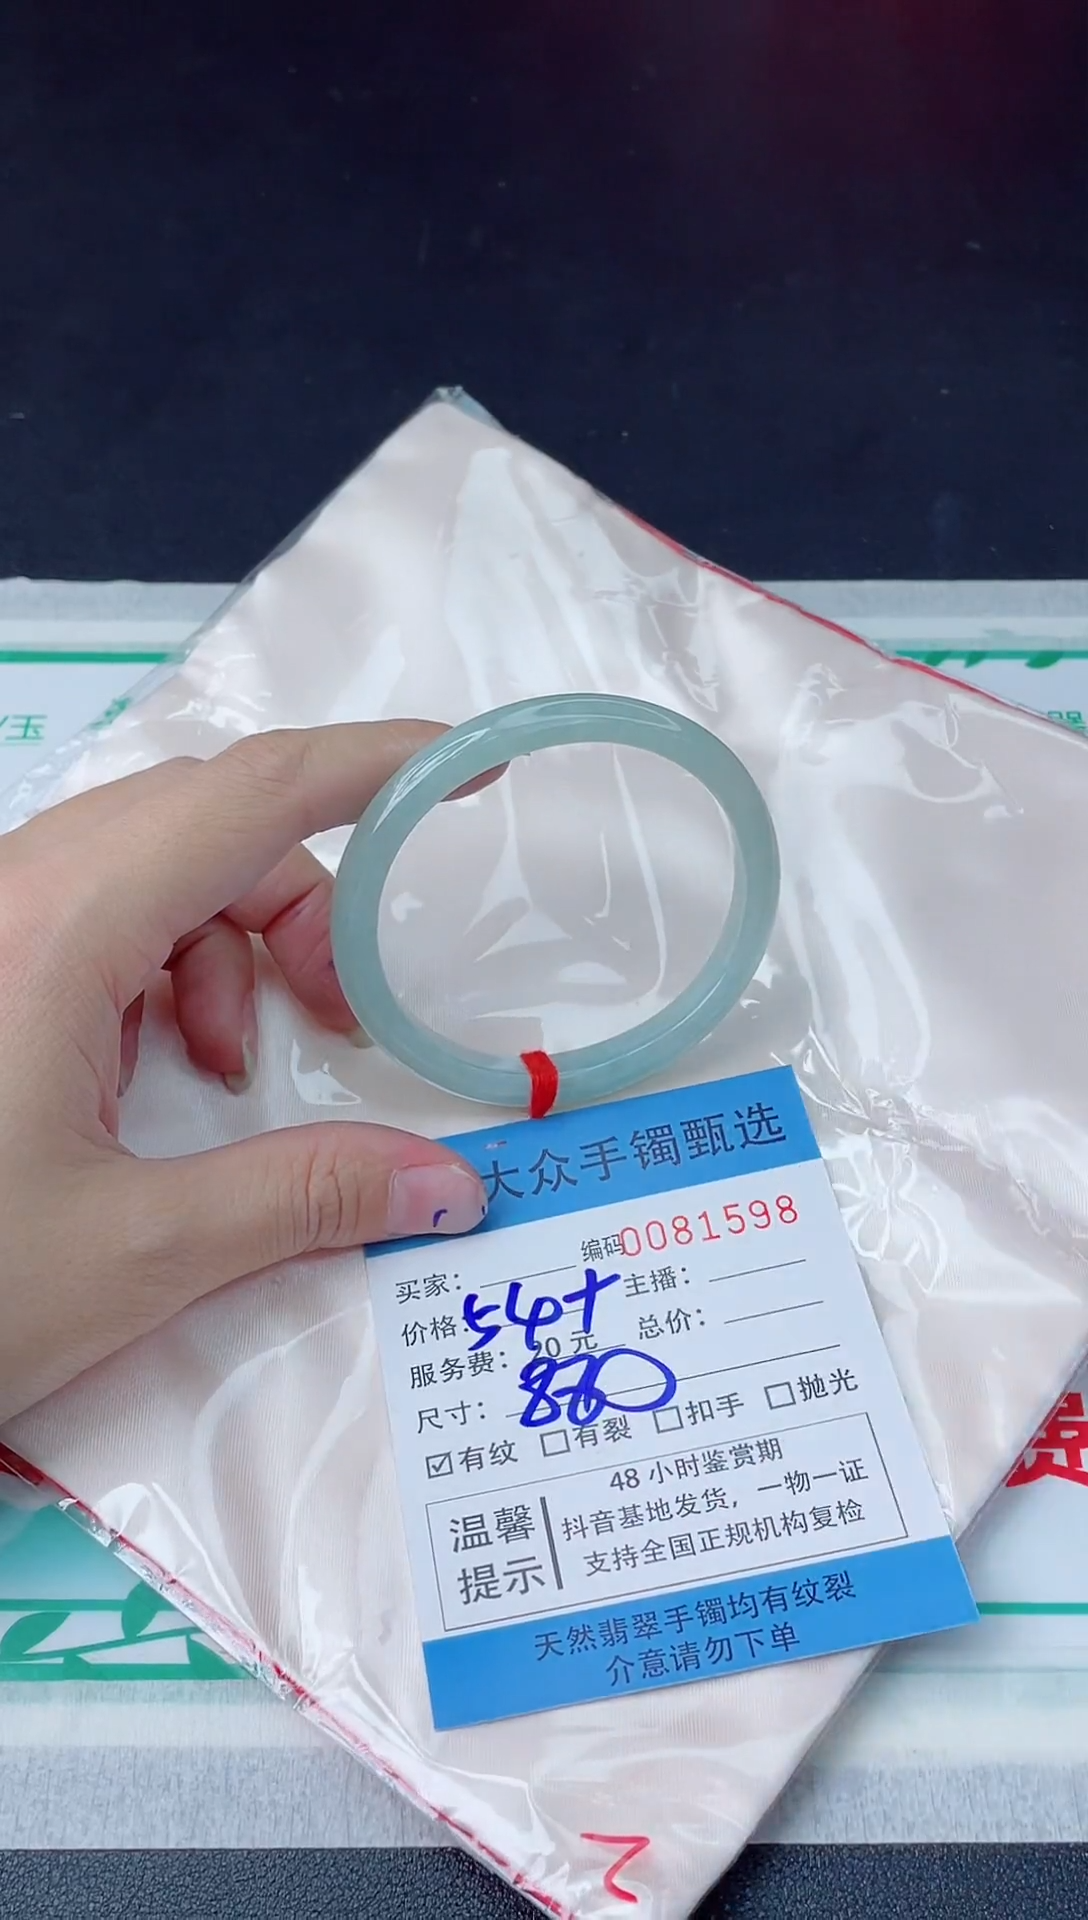 /玉
大众手镯甄选
编码0081598
买家：
主播：
价格：54+
总价：
服务费：20元
尺寸：
☑有纹 □有裂 □扣手 □抛光
温馨提示
48小时鉴赏期
抖音基地发货，一物一证
支持全国正规机构复检
天然翡翠手镯均有纹裂
介意请勿下单